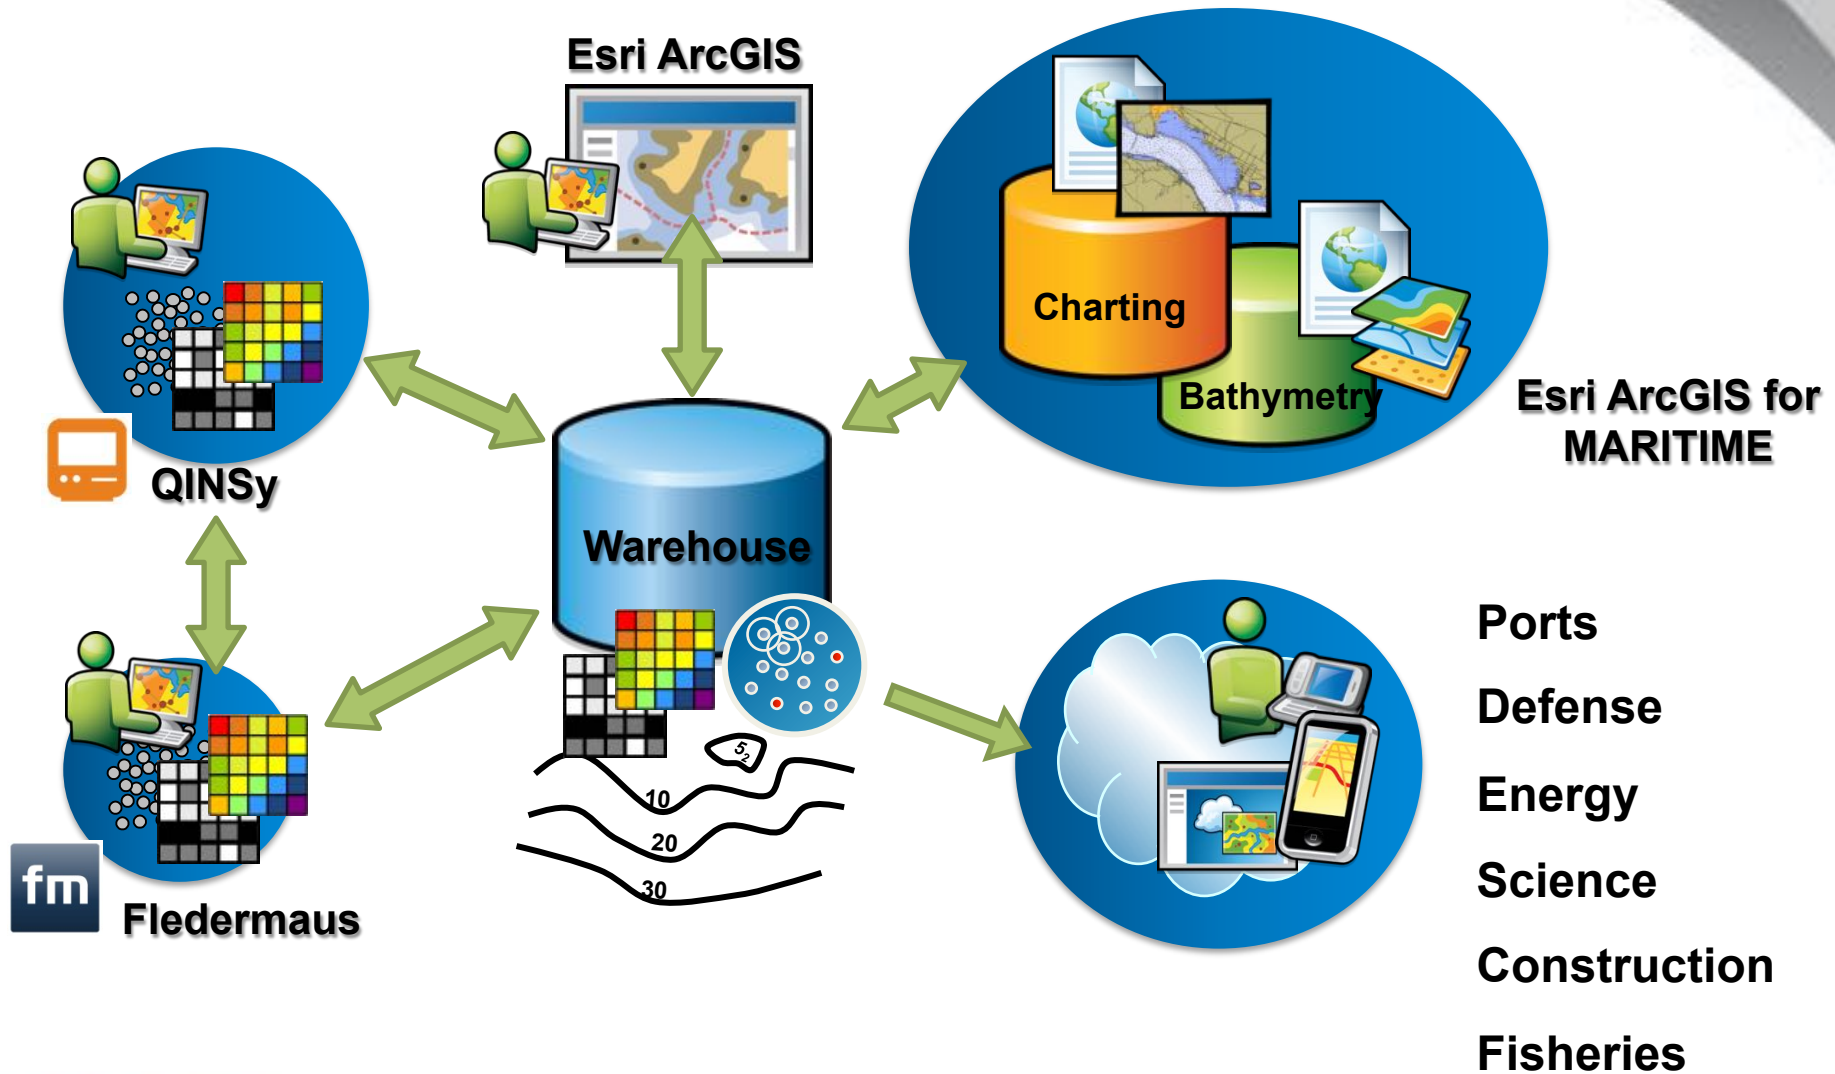 Esri ArcGIS
Charting
Bathymetry
Esri ArcGIS for
MARITIME
QINSy
Warehouse
fm
Fledermaus
5₂
10
20
30
Ports
Defense
Energy
Science
Construction
Fisheries